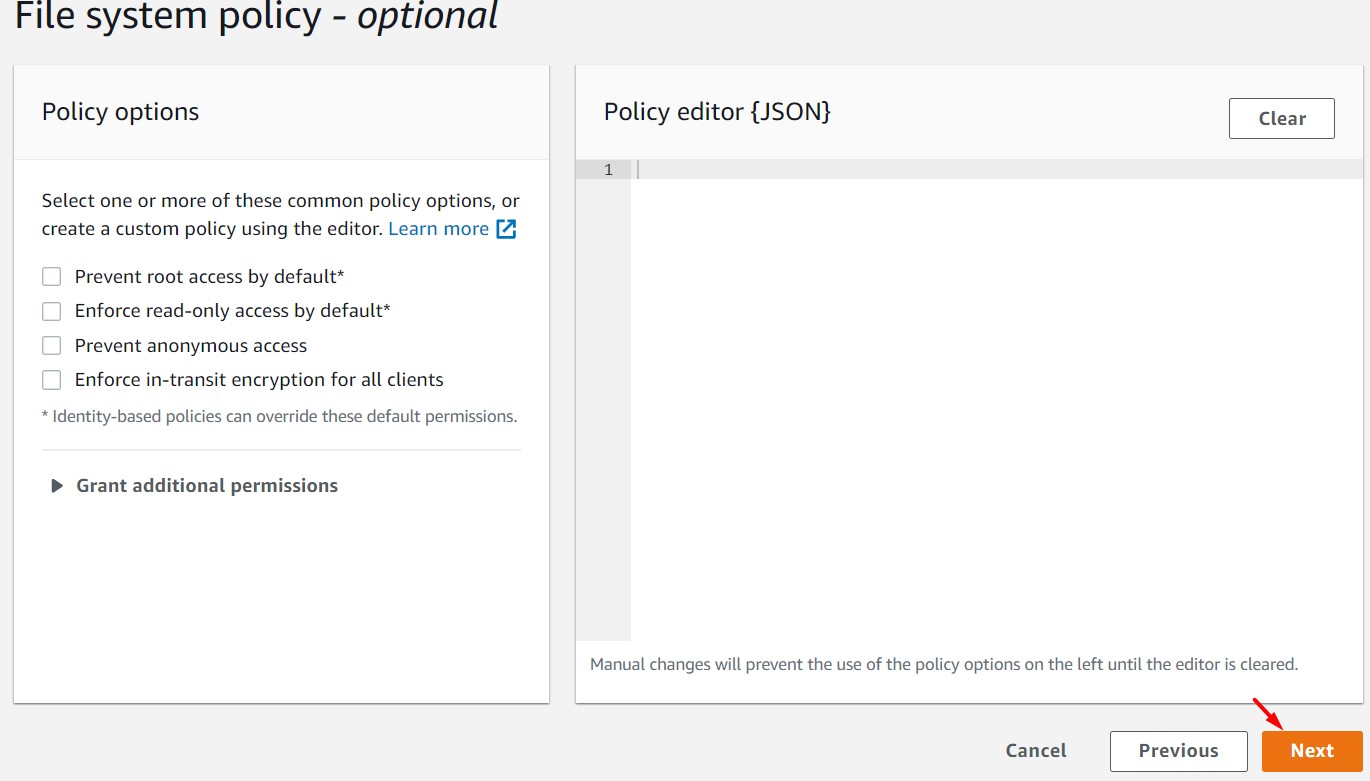 File system policy - optional
Policy options
Select one or more of these common policy options, or
create a custom policy using the editor. Learn more
Prevent root access by default*
Enforce read-only access by default*
Prevent anonymous access
Enforce in-transit encryption for all clients
* Identity-based policies can override these default permissions.
Grant additional permissions
Policy editor {JSON}
Clear
1
Manual changes will prevent the use of the policy options on the left until the editor is cleared.
Cancel
Previous
Next